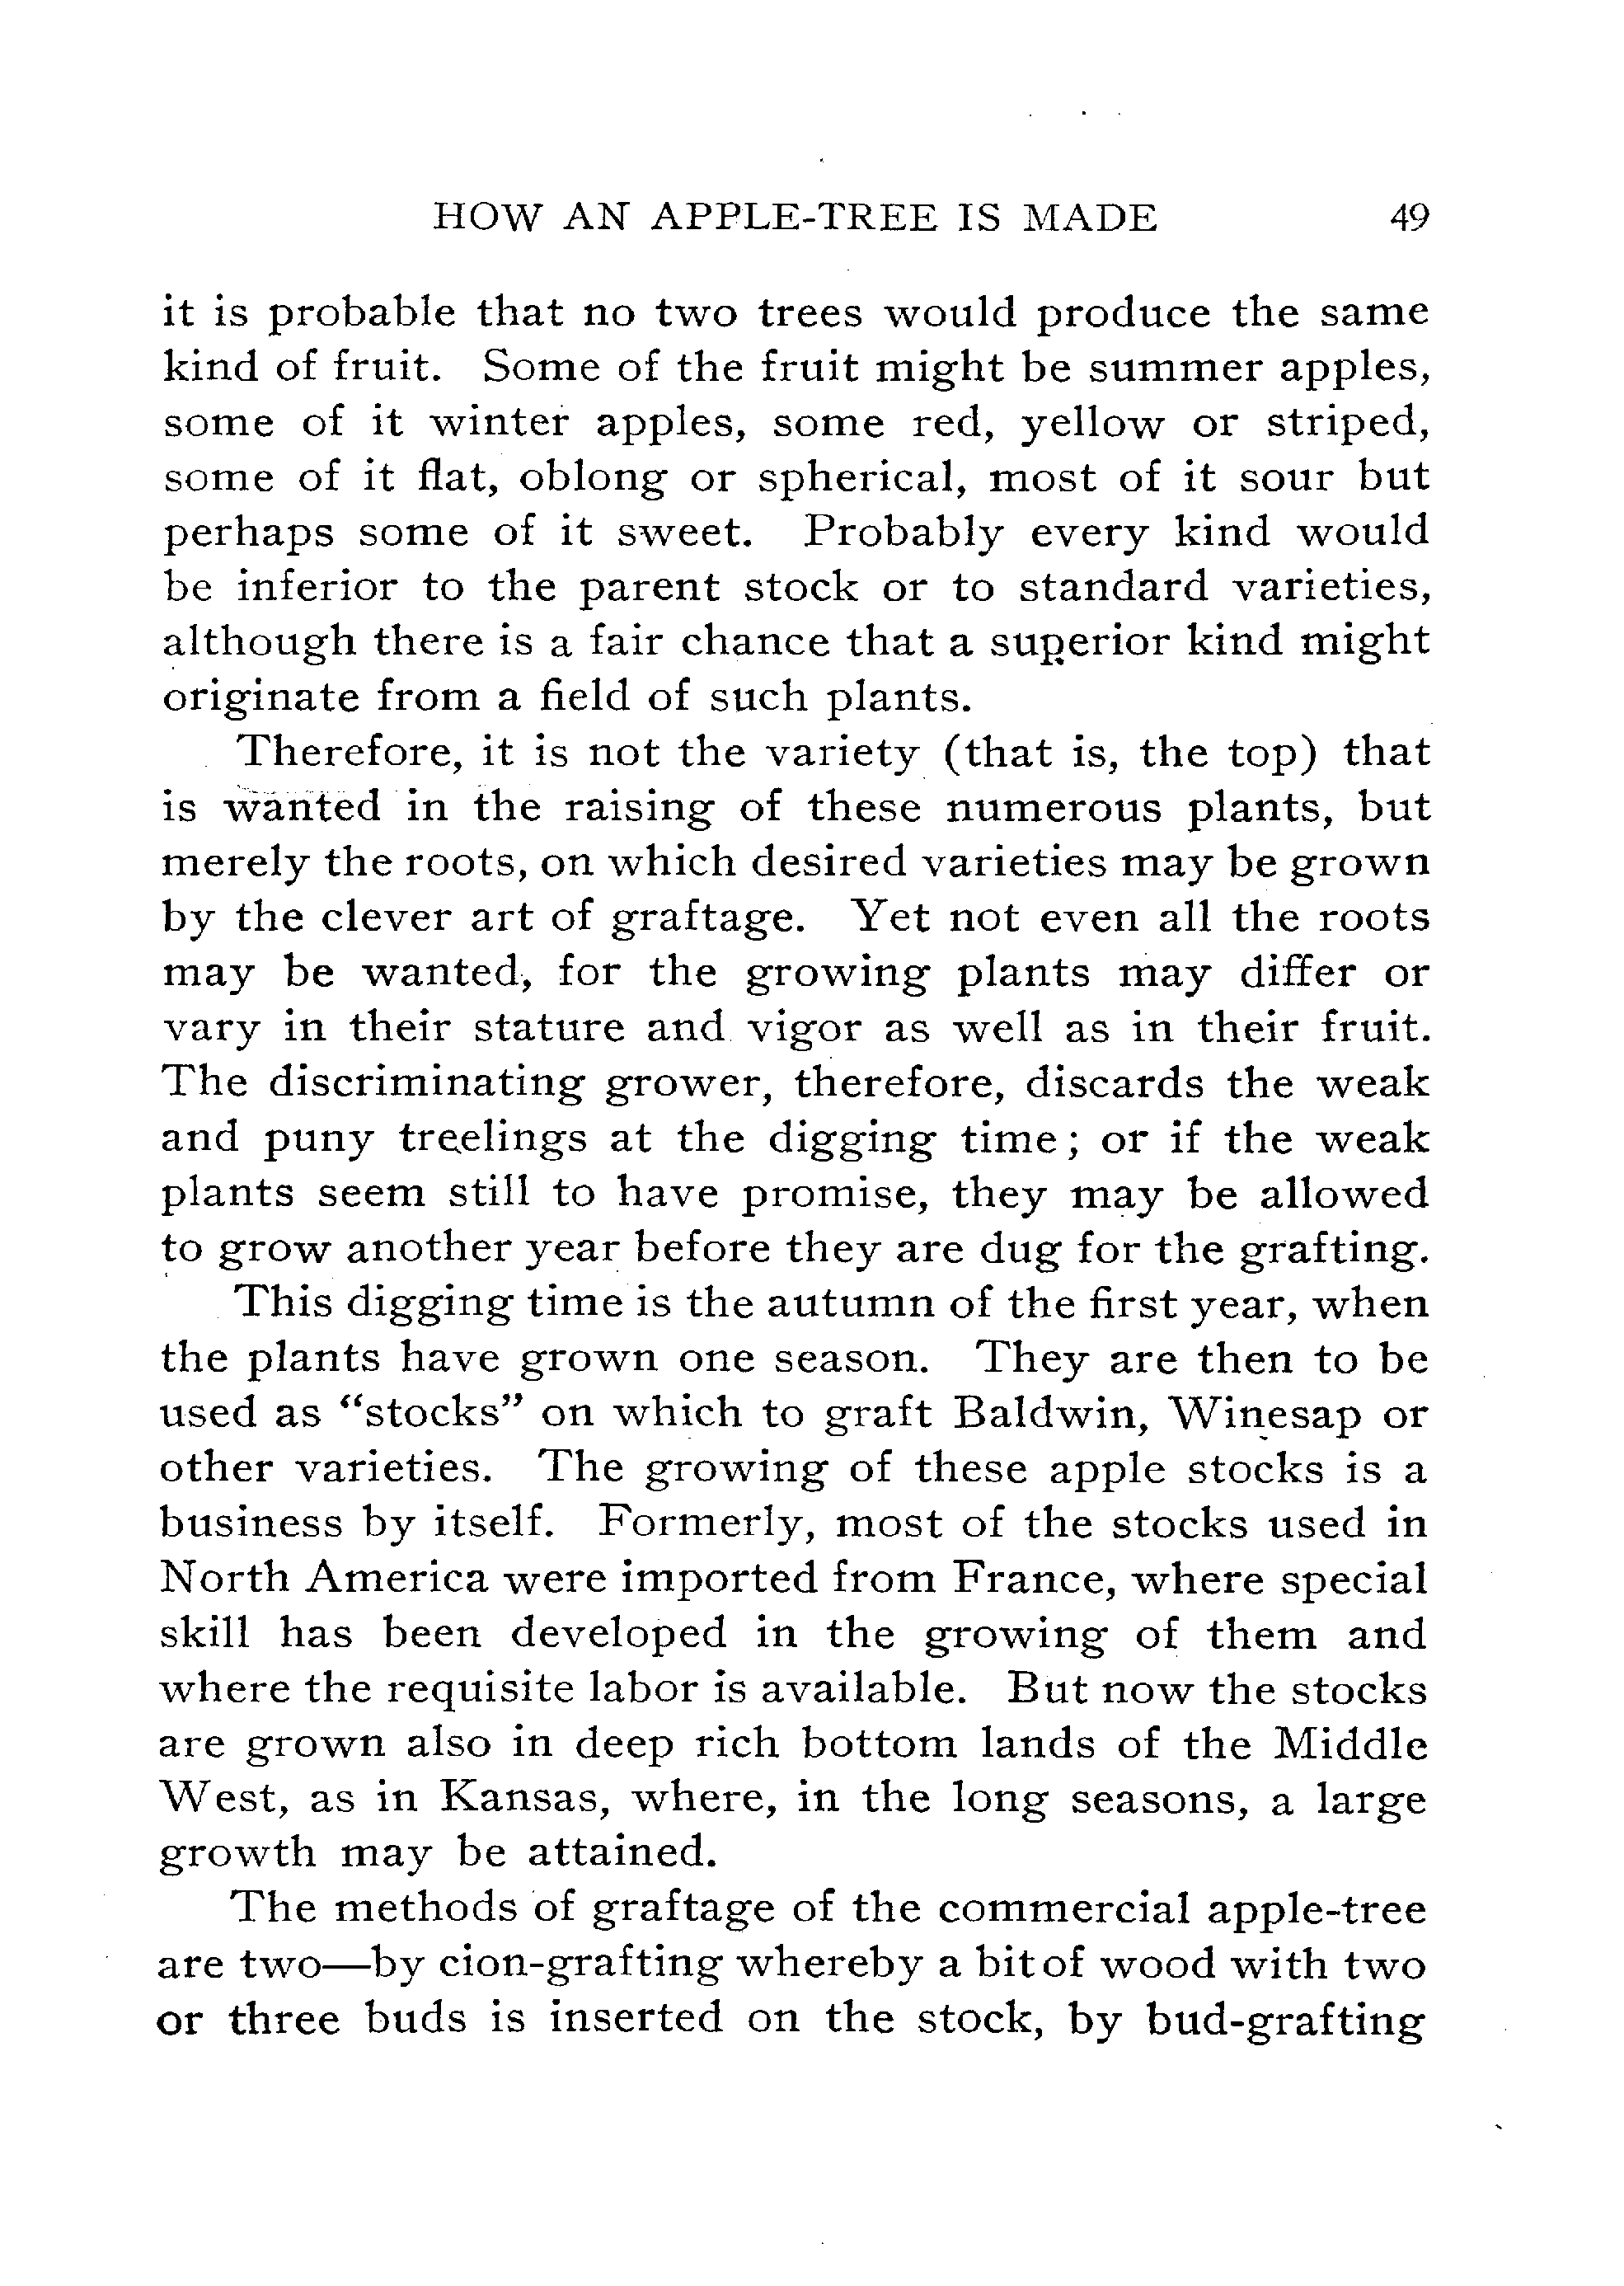 HOW AN APPLE-TREE IS MADE 49
it is probable that no two trees would produce the same
kind of fruit. Some of the fruit might be summer apples,
some of it winter apples, some red, yellow or striped,
some of it flat, oblong or spherical, most of it sour but
perhaps some of it sweet. Probably every kind would
be inferior to the parent stock or to standard varieties,
although there is a fair chance that a superior kind might
originate from a field of such plants.
Therefore, it is not the variety (that is, the top) that
is wanted in the raising of these numerous plants, but
merely the roots, on which desired varieties may be grown
by the clever art of graftage. Yet not even all the roots
may be wanted, for the growing plants may differ or
vary in their stature and vigor as well as in their fruit.
The discriminating grower, therefore, discards the weak
and puny treelings at the digging time; or if the weak
plants seem still to have promise, they may be allowed
to grow another year before they are dug for the grafting.
This digging time is the autumn of the first year, when
the plants have grown one season. They are then to be
used as “stocks” on which to graft Baldwin, Winesap or
other varieties. The growing of these apple stocks is a
business by itself. Formerly, most of the stocks used in
North America were imported from France, where special
skill has been developed in the growing of them and
where the requisite labor is available. But now the stocks
are grown also in deep rich bottom lands of the Middle
West, as in Kansas, where, in the long seasons, a large
growth may be attained.
The methods of graftage of the commercial apple-tree
are two—by cion-grafting whereby a bit of wood with two
or three buds is inserted on the stock, by bud-grafting